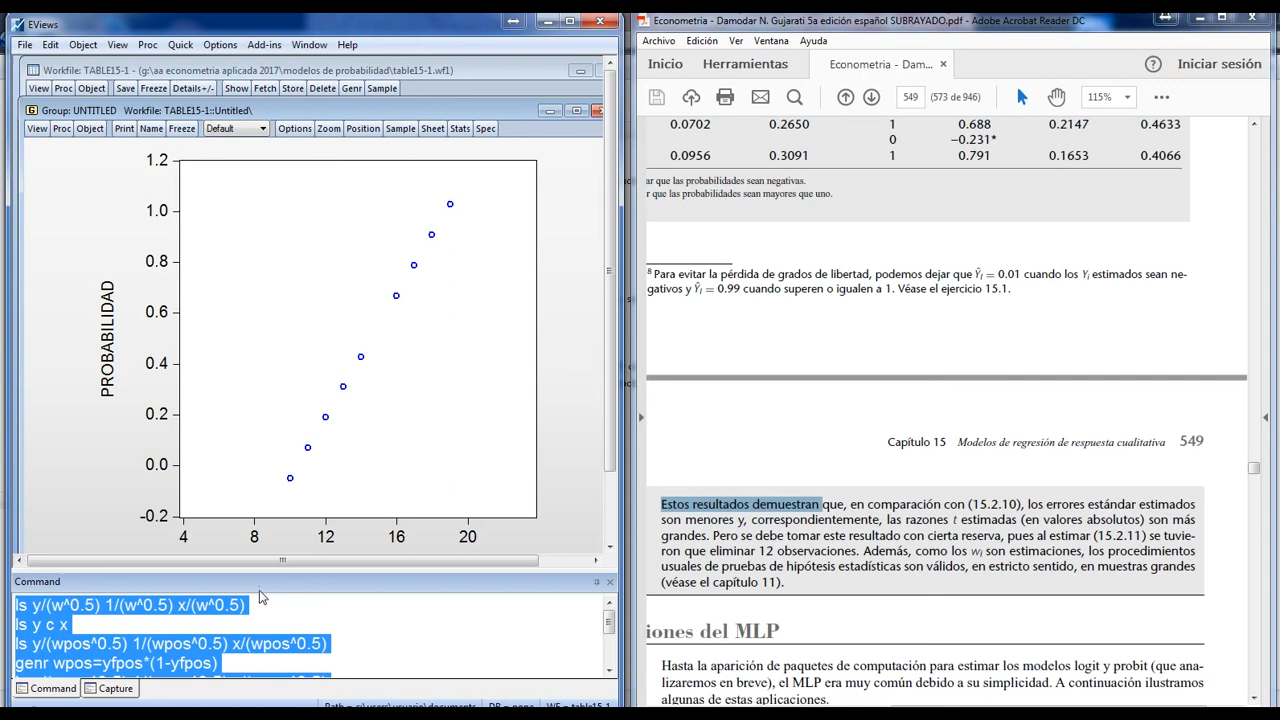 EViews
File Edit Object View Proc Quick Options Add-ins Window Help
Workfile: TABLE15-1 - (g:\aa econometria aplicada 2017\modelos de probabilidad\table15-1.wf1)
View Proc Object Save Freeze Details+/- Show Fetch Store Delete Genr Sample
Group: UNTITLED Workfile: TABLE15-1::Untitled\
View Proc Object Print Name Freeze Default Options Zoom Position Sample Sheet Stats Spec
1.2
1.0
0.8
0.6
0.4
0.2
0.0
-0.2
PROBABILIDAD
4 8 12 16 20
Command
ls y/(w^0.5) 1/(w^0.5) x/(w^0.5)
ls y c x
ls y/(wpos^0.5) 1/(wpos^0.5) x/(wpos^0.5)
genr wpos=yfpos*(1-yfpos)
Command Capture
Path = c:\users\usuario\documents DB = none WF = table15-1
Econometria - Damodar N. Gujarati 5a edición español SUBRAYADO.pdf - Adobe Acrobat Reader DC
Archivo Edición Ver Ventana Ayuda
Inicio Herramientas Econometria - Dam... × Iniciar sesión
549 (573 de 946) 115%
0.0702 0.2650 1 0.688 0.2147 0.4633
0 −0.231*
0.0956 0.3091 1 0.791 0.1653 0.4066
ar que las probabilidades sean negativas.
r que las probabilidades sean mayores que uno.
8 Para evitar la pérdida de grados de libertad, podemos dejar que Ŷi = 0.01 cuando los Yi estimados sean ne-
gativos y Ŷi = 0.99 cuando superen o igualen a 1. Véase el ejercicio 15.1.
Capítulo 15 Modelos de regresión de respuesta cualitativa 549
Estos resultados demuestran que, en comparación con (15.2.10), los errores estándar estimados
son menores y, correspondientemente, las razones t estimadas (en valores absolutos) son más
grandes. Pero se debe tomar este resultado con cierta reserva, pues al estimar (15.2.11) se tuvie-
ron que eliminar 12 observaciones. Además, como los wi son estimaciones, los procedimientos
usuales de pruebas de hipótesis estadísticas son válidos, en estricto sentido, en muestras grandes
(véase el capítulo 11).
iones del MLP
Hasta la aparición de paquetes de computación para estimar los modelos logit y probit (que ana-
lizaremos en breve), el MLP era muy común debido a su simplicidad. A continuación ilustramos
algunas de estas aplicaciones.